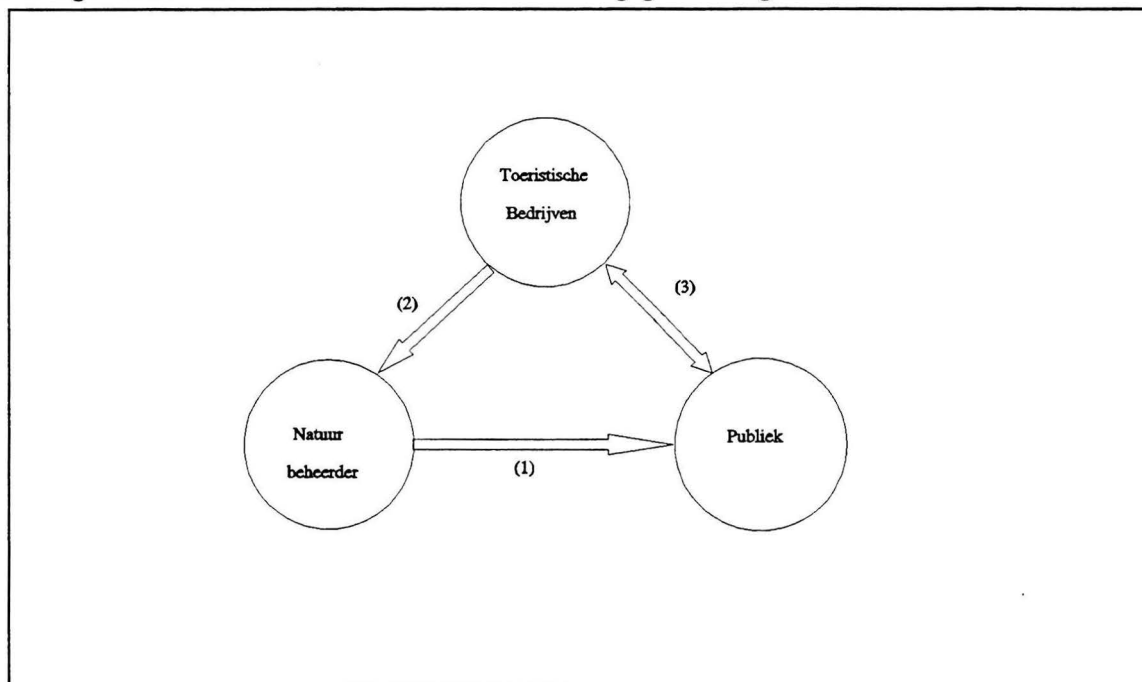 Toeristische
Bedrijven
(2)
(3)
Natuur
beheerder
Publiek
(1)